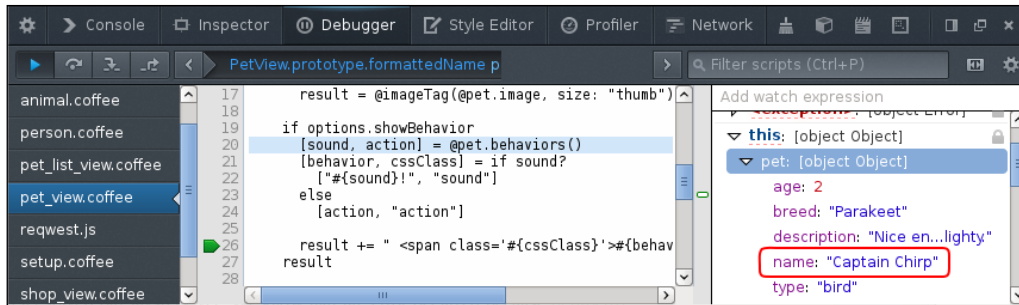 Console Inspector Debugger Style Editor Profiler Network
PetView.prototype.formattedName p
Filter scripts (Ctrl+P)
animal.coffee
person.coffee
pet_list_view.coffee
pet_view.coffee
reqwest.js
setup.coffee
shop_view.coffee
17 result = @imageTag(@pet.image, size: "thumb")
18
19 if options.showBehavior
20 [sound, action] = @pet.behaviors()
21 [behavior, cssClass] = if sound?
22 ["#{sound}!", "sound"]
23 else
24 [action, "action"]
25
26 result += " <span class='#{cssClass}'>#{behav
27 result
28
Add watch expression
<exception>: [object Error]
this: [object Object]
pet: [object Object]
age: 2
breed: "Parakeet"
description: "Nice en...lighty."
name: "Captain Chirp"
type: "bird"